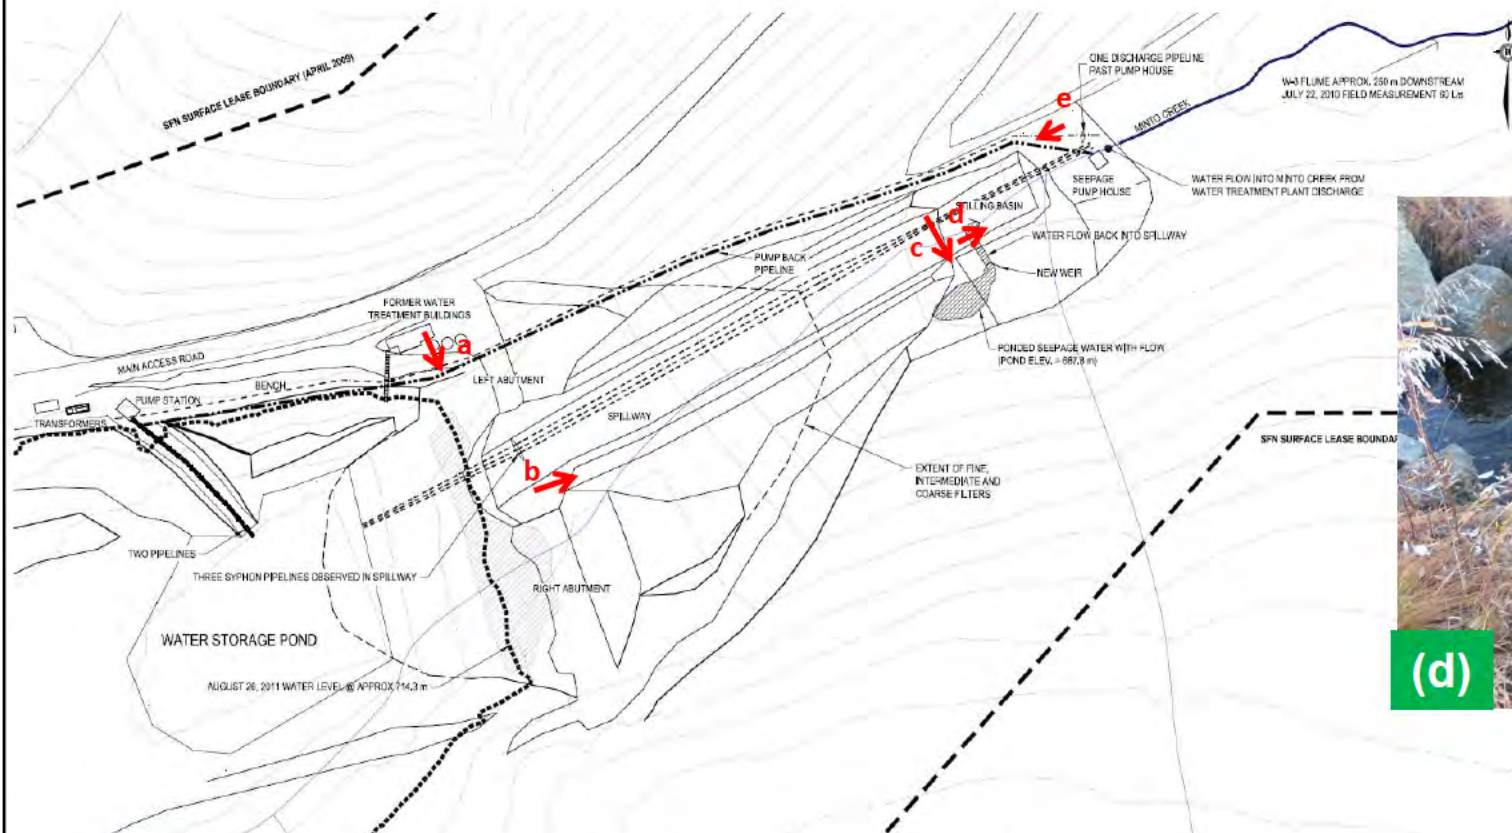 SFN SURFACE LEASE BOUNDARY (APRIL 2009)
ONE DISCHARGE PIPELINE
PAST PUMP HOUSE
W-3 FLUME APPROX. 250 m DOWNSTREAM
JULY 22, 2010 FIELD MEASUREMENT 60 L/s
e
MINTO CREEK
SEEPAGE
PUMP HOUSE
WATER FLOW INTO MINTO CREEK FROM
WATER TREATMENT PLANT DISCHARGE
STILLING BASIN
d
c
WATER FLOW BACK INTO SPILLWAY
NEW WEIR
PUMP BACK
PIPELINE
FORMER WATER
TREATMENT BUILDINGS
a
PONDED SEEPAGE WATER WITH FLOW
(POND ELEV. = 687.8 m)
MAIN ACCESS ROAD
BENCH
LEFT ABUTMENT
PUMP STATION
TRANSFORMERS
SPILLWAY
SFN SURFACE LEASE BOUNDAR
b
EXTENT OF FINE,
INTERMEDIATE AND
COARSE FILTERS
TWO PIPELINES
THREE SYPHON PIPELINES OBSERVED IN SPILLWAY
RIGHT ABUTMENT
WATER STORAGE POND
AUGUST 26, 2011 WATER LEVEL @ APPROX 714.3 m
(d)